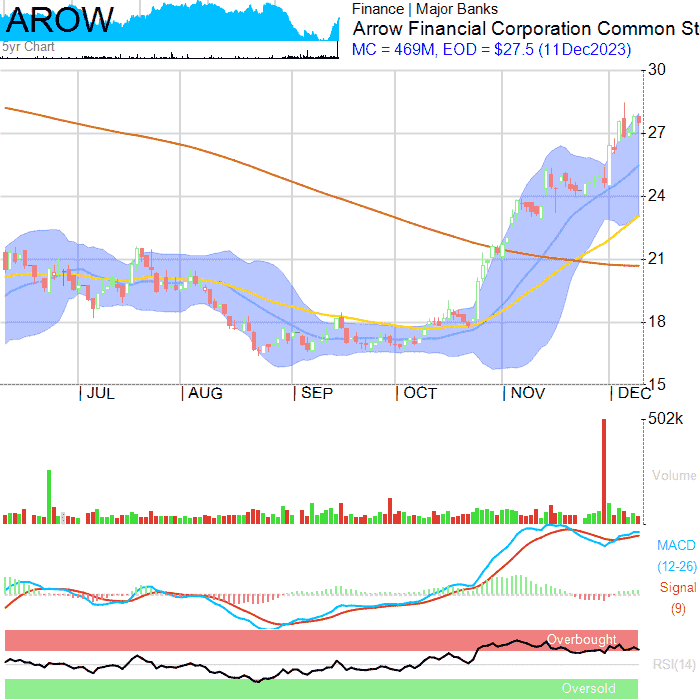 AROW
5yr Chart
Finance | Major Banks
Arrow Financial Corporation Common St
MC = 469M, EOD = $27.5 (11Dec2023)
30
27
24
21
18
15
| JUL | AUG | SEP | OCT | NOV | DEC
502k
Volume
MACD
(12-26)
Signal
(9)
Overbought
RSI(14)
Oversold